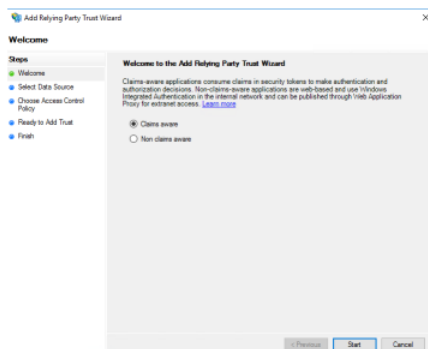 Add Relying Party Trust Wizard
Welcome
Steps
Welcome
Select Data Source
Choose Access Control
Policy
Ready to Add Trust
Finish
Welcome to the Add Relying Party Trust Wizard
Claims-aware applications consume claims in security tokens to make authentication and
authorization decisions. Non-claims-aware applications are web-based and use Windows
Integrated Authentication in the internal network and can be published through Web Application
Proxy for extranet access. Learn more
Claims aware
Non claims aware
< Previous
Start
Cancel